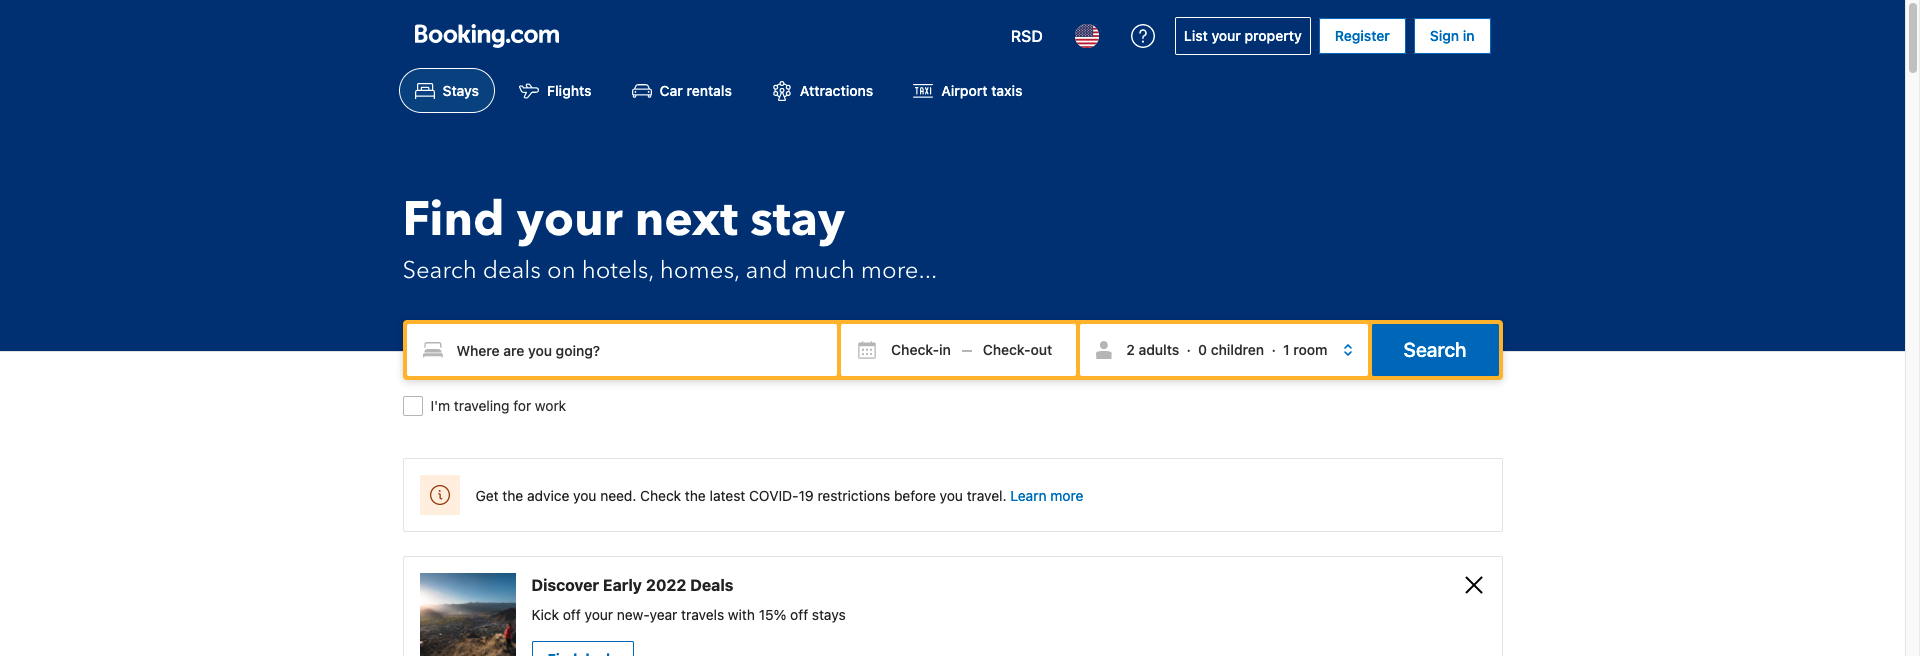 Booking.com
RSD
List your property
Register
Sign in
Stays
Flights
Car rentals
Attractions
TAXI
Airport taxis
Find your next stay
Search deals on hotels, homes, and much more...
Where are you going?
Check-in — Check-out
2 adults · 0 children · 1 room
Search
I'm traveling for work
Get the advice you need. Check the latest COVID-19 restrictions before you travel. Learn more
Discover Early 2022 Deals
Kick off your new-year travels with 15% off stays